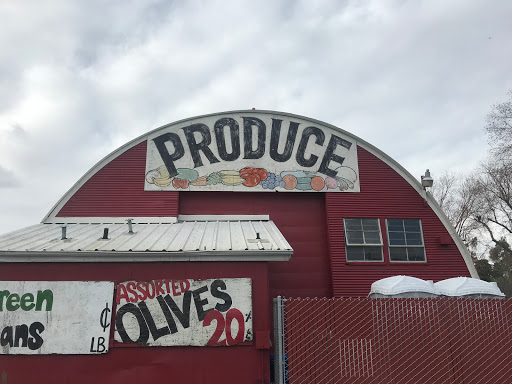 PRODUCE
reen
ans
¢
LB.
ASSORTED
OLIVES
20